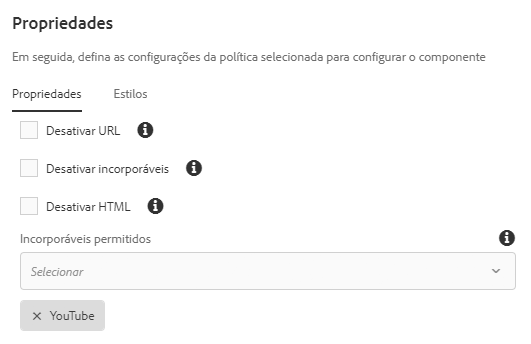 Propriedades
Em seguida, defina as configurações da política selecionada para configurar o componente
Propriedades Estilos
Desativar URL
Desativar incorporáveis
Desativar HTML
Incorporáveis permitidos
Selecionar
YouTube